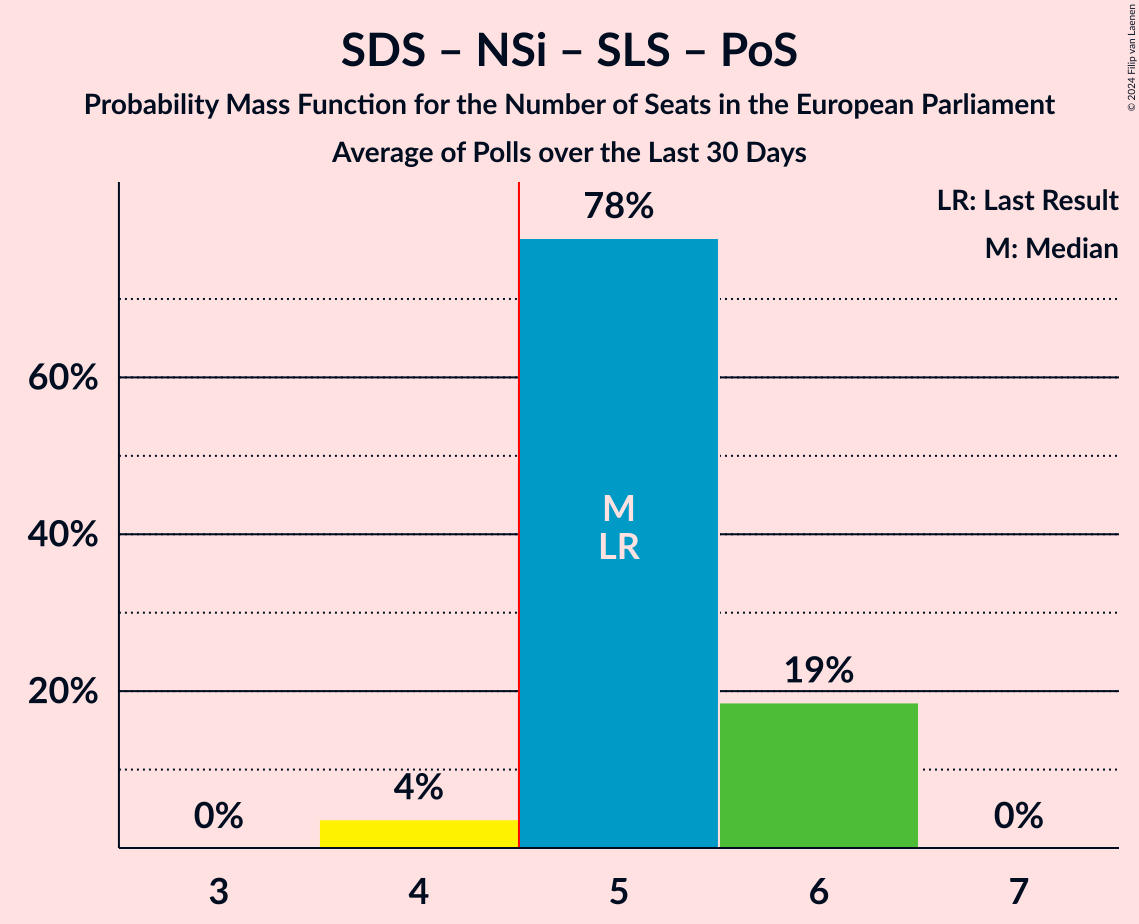 SDS – NSi – SLS – PoS
Probability Mass Function for the Number of Seats in the European Parliament
Average of Polls over the Last 30 Days
© 2024 Filip van Laenen
LR: Last Result
M: Median
78%
60%
M
40%
LR
19%
20%
4%
0%
0%
3 4 5 6 7